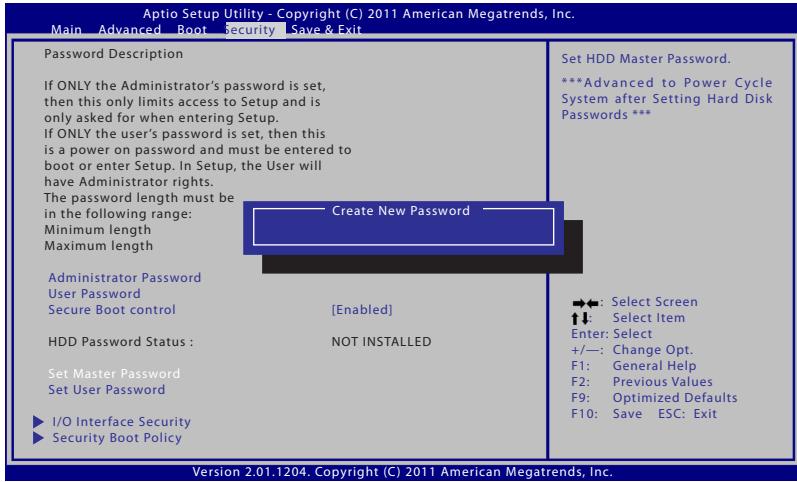 Aptio Setup Utility - Copyright (C) 2011 American Megatrends, Inc.
Main Advanced Boot Security Save & Exit
Password Description
If ONLY the Administrator's password is set,
then this only limits access to Setup and is
only asked for when entering Setup.
If ONLY the user's password is set, then this
is a power on password and must be entered to
boot or enter Setup. In Setup, the User will
have Administrator rights.
The password length must be
in the following range:
Minimum length
Maximum length
Create New Password
Administrator Password
User Password
Secure Boot control [Enabled]
HDD Password Status : NOT INSTALLED
Set Master Password
Set User Password
I/O Interface Security
Security Boot Policy
Set HDD Master Password.
***Advanced to Power Cycle
System after Setting Hard Disk
Passwords ***
→←: Select Screen
↑↓: Select Item
Enter: Select
+/—: Change Opt.
F1: General Help
F2: Previous Values
F9: Optimized Defaults
F10: Save ESC: Exit
Version 2.01.1204. Copyright (C) 2011 American Megatrends, Inc.